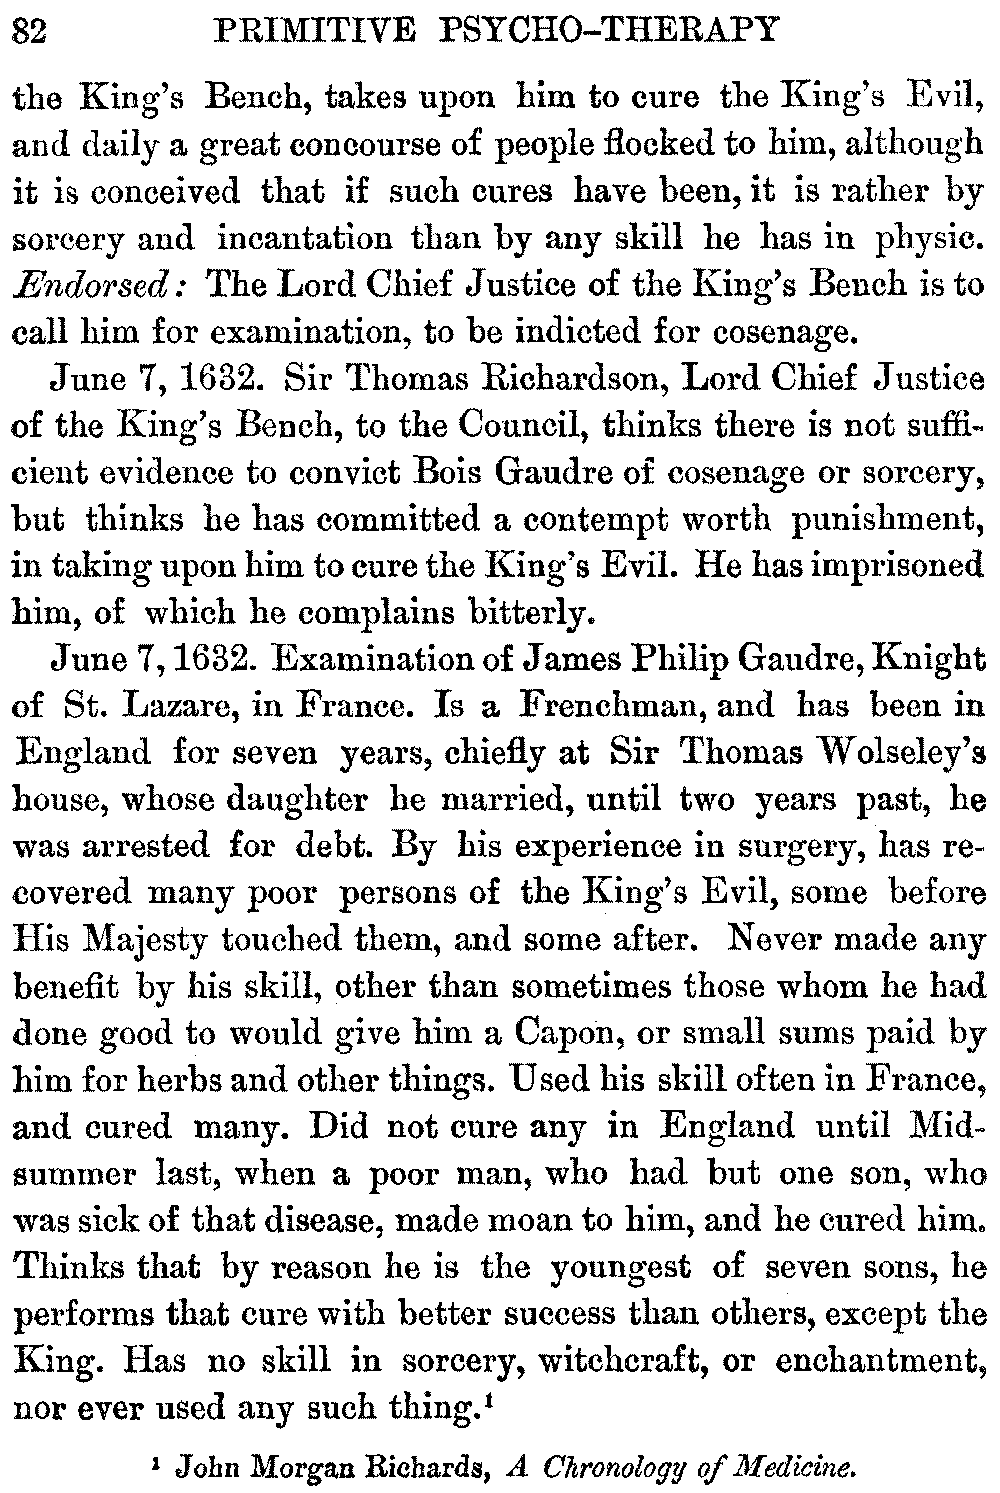 82 PRIMITIVE PSYCHO-THERAPY
the King's Bench, takes upon him to cure the King's Evil,
and daily a great concourse of people flocked to him, although
it is conceived that if such cures have been, it is rather by
sorcery and incantation than by any skill he has in physic.
Endorsed: The Lord Chief Justice of the King's Bench is to
call him for examination, to be indicted for cosenage.
June 7, 1632. Sir Thomas Richardson, Lord Chief Justice
of the King's Bench, to the Council, thinks there is not suffi-
cient evidence to convict Bois Gaudre of cosenage or sorcery,
but thinks he has committed a contempt worth punishment,
in taking upon him to cure the King's Evil. He has imprisoned
him, of which he complains bitterly.
June 7, 1632. Examination of James Philip Gaudre, Knight
of St. Lazare, in France. Is a Frenchman, and has been in
England for seven years, chiefly at Sir Thomas Wolseley's
house, whose daughter he married, until two years past, he
was arrested for debt. By his experience in surgery, has re-
covered many poor persons of the King's Evil, some before
His Majesty touched them, and some after. Never made any
benefit by his skill, other than sometimes those whom he had
done good to would give him a Capon, or small sums paid by
him for herbs and other things. Used his skill often in France,
and cured many. Did not cure any in England until Mid-
summer last, when a poor man, who had but one son, who
was sick of that disease, made moan to him, and he cured him.
Thinks that by reason he is the youngest of seven sons, he
performs that cure with better success than others, except the
King. Has no skill in sorcery, witchcraft, or enchantment,
nor ever used any such thing.¹
¹ John Morgan Richards, A Chronology of Medicine.